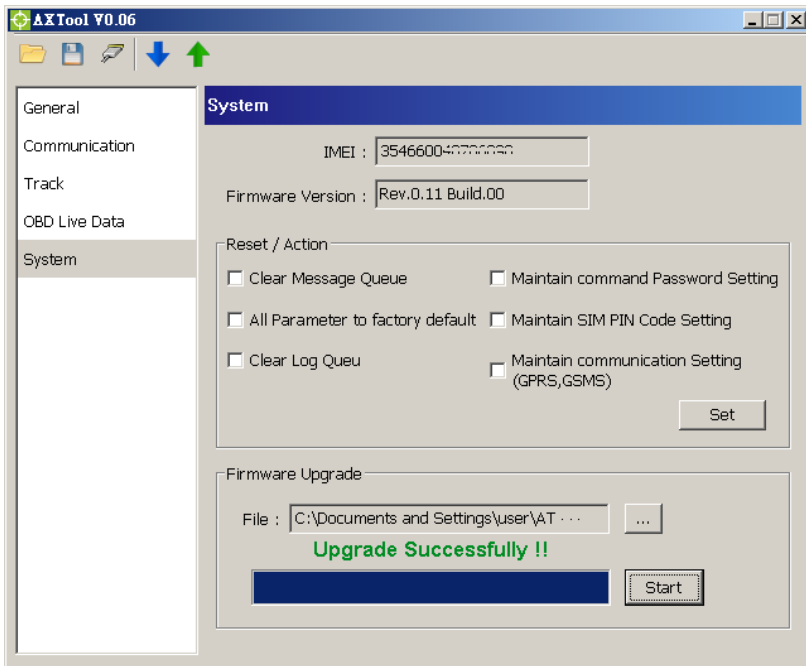 AXTool V0.06
General
Communication
Track
OBD Live Data
System
System
IMEI :
Firmware Version : Rev.0.11 Build.00
Reset / Action
Clear Message Queue
Maintain command Password Setting
All Parameter to factory default
Maintain SIM PIN Code Setting
Clear Log Queu
Maintain communication Setting
(GPRS,GSMS)
Set
Firmware Upgrade
File : C:\Documents and Settings\user\AT ··· ...
Upgrade Successfully !!
Start